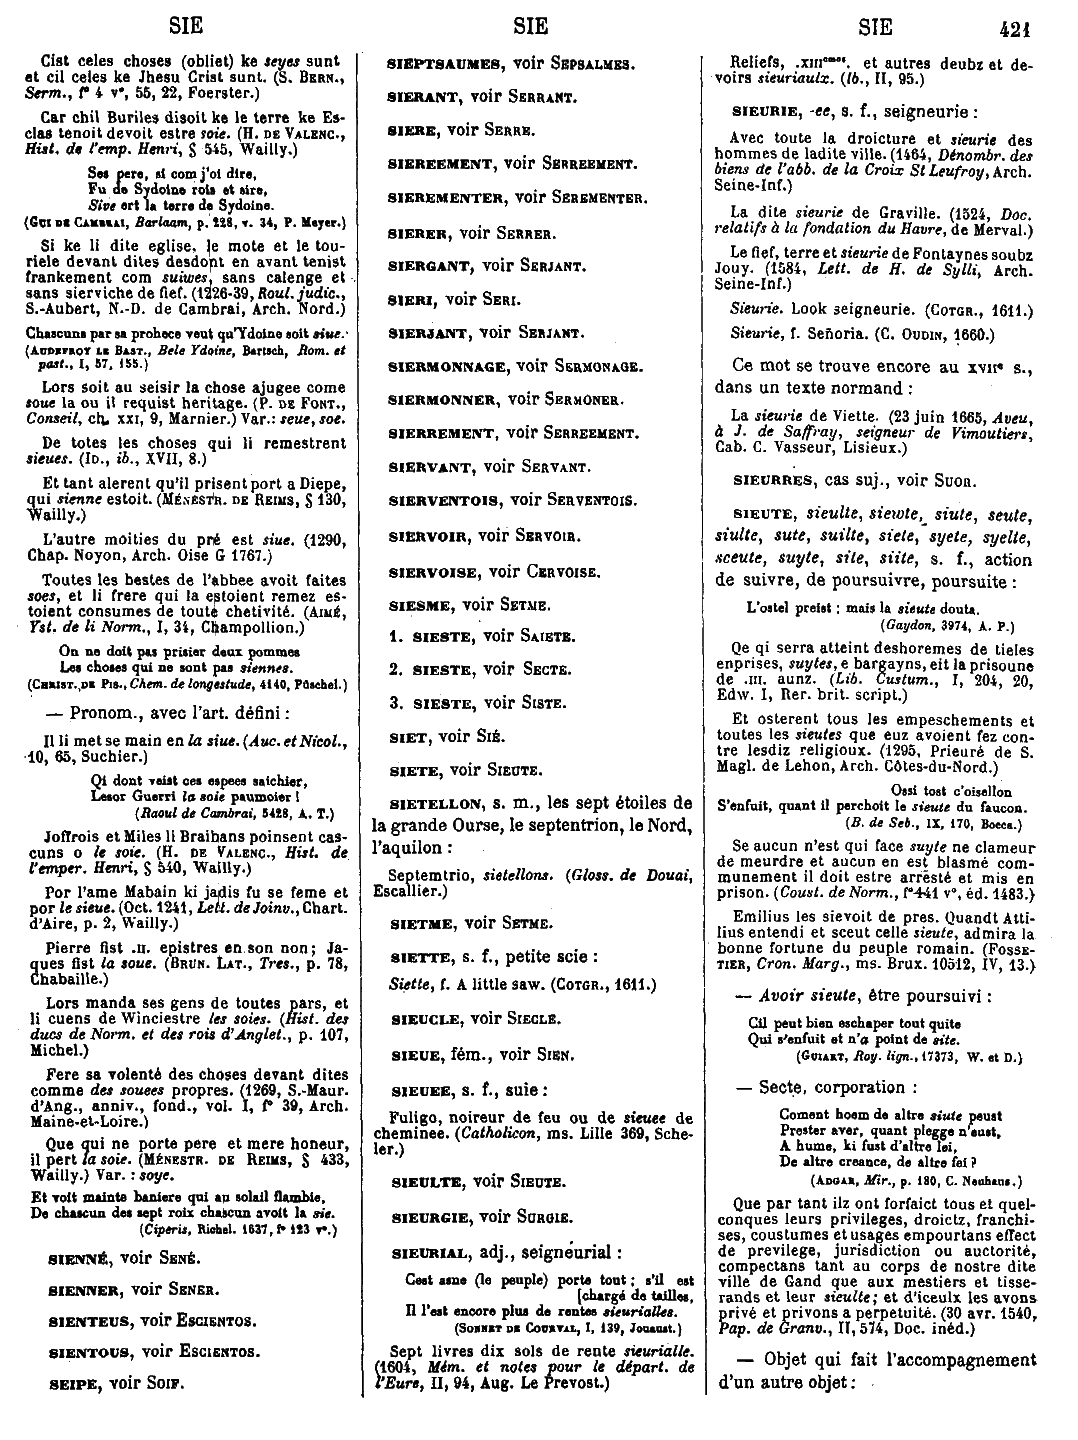 SIE
SIE
SIE 421
Cist celes choses (obliet) ke seyes sunt
et cil celes ke Jhesu Crist sunt. (S. BERN.,
Serm., f° 4 v°, 55, 22, Foerster.)
Car chil Buriles disoit ke le terre ke Es-
clas tenoit devoit estre soie. (H. DE VALENC.,
Hist. de l'emp. Henri, § 545, Wailly.)
Ses pere, si com j'oi dire,
Fu de Sydoine rois et sire,
Sive ert la terre de Sydoine.
(GUI DE CAMBRAI, Barlaam, p. 228, v. 34, P. Meyer.)
Si ke li dite eglise, le mote et le tou-
riele devant dites desdont en avant tenist
frankement com suiwes, sans calenge et
sans sierviche de fief. (1226-39, Roul. judic.,
S.-Aubert, N.-D. de Cambrai, Arch. Nord.)
Chascuns par sa prohece veut qu'Ydoine soit siue.
(AUDEFROY LE BAST., Bele Ydoine, Bartsch, Rom. et
past., I, 57, 155.)
Lors soit au seisir la chose ajugee come
soue la ou il requist heritage. (P. DE FONT.,
Conseil, ch. XXI, 9, Marnier.) Var.: seue, soe.
De totes les choses qui li remestrent
sieues. (ID., ib., XVII, 8.)
Et tant alerent qu'il prisent port a Diepe,
qui sienne estoit. (MÉNESTR. DE REIMS, § 130,
Wailly.)
L'autre moities du pré est siue. (1290,
Chap. Noyon, Arch. Oise G 1767.)
Toutes les bestes de l'abbee avoit faites
soes, et li frere qui la estoient remez es-
toient consumes de toute chetivité. (AIMÉ,
Yst. de li Norm., I, 34, Champollion.)
On ne doit pas prisier deux pommes
Les choses qui ne sont pas siennes.
(CHRIST. DE PIS., Chem. de longestude, 4140, Püschel.)
— Pronom., avec l'art. défini :
Il li met se main en la siue. (Auc. et Nicol.,
10, 65, Suchier.)
Qi dont veist ces espees saichier,
Lesor Guerri la soie paumoier !
(Raoul de Cambrai, 5428, A. T.)
Joffrois et Miles li Braibans poinsent cas-
cuns o le soie. (H. DE VALENC., Hist. de
l'emper. Henri, § 540, Wailly.)
Por l'ame Mabain ki jadis fu se feme et
por le sieue. (Oct. 1241, Lett. de Joinv., Chart.
d'Aire, p. 2, Wailly.)
Pierre fist .II. epistres en son non; Ja-
ques fist la soue. (BRUN. LAT., Tres., p. 78,
Chabaille.)
Lors manda ses gens de toutes pars, et
li cuens de Winciestre les soies. (Hist. des
ducs de Norm. et des rois d'Anglet., p. 107,
Michel.)
Fere sa volenté des choses devant dites
comme des souees propres. (1269, S.-Maur.
d'Ang., anniv., fond., vol. I, f° 39, Arch.
Maine-et-Loire.)
Que qui ne porte pere et mere honeur,
il pert la soie. (MÉNESTR. DE REIMS, § 433,
Wailly.) Var. : soye.
Et voit mainte baniere qui au solail flambie,
De chascun des sept roix chascun avoit la sie.
(Ciperis, Richel. 1637, f° 123 v°.)
SIENNÉ, voir SENÉ.
SIENNER, voir SENER.
SIENTEUS, voir ESCIENTOS.
SIENTOUS, voir ESCIENTOS.
SEIPE, voir SOIF.
SIEPTSAUMES, voir SEPSALMES.
SIERANT, voir SERRANT.
SIERE, voir SERRE.
SIEREEMENT, voir SERREEMENT.
SIEREMENTER, voir SEREMENTER.
SIERER, voir SERRER.
SIERGANT, voir SERJANT.
SIERI, voir SERI.
SIERJANT, voir SERJANT.
SIERMONNAGE, voir SERMONAGE.
SIERMONNER, voir SERMONER.
SIERREMENT, voir SERREEMENT.
SIERVANT, voir SERVANT.
SIERVENTOIS, voir SERVENTOIS.
SIERVOIR, voir SERVOIR.
SIERVOISE, voir CERVOISE.
SIESME, voir SETME.
1. SIESTE, voir SAIETE.
2. SIESTE, voir SECTE.
3. SIESTE, voir SISTE.
SIET, voir SIÉ.
SIETE, voir SIEUTE.
SIETELLON, s. m., les sept étoiles de
la grande Ourse, le septentrion, le Nord,
l'aquilon :
Septemtrio, sietellons. (Gloss. de Douai,
Escallier.)
SIETME, voir SETME.
SIETTE, s. f., petite scie :
Siette, f. A little saw. (COTGR., 1611.)
SIEUCLE, voir SIECLE.
SIEUE, fém., voir SIEN.
SIEUEE, s. f., suie :
Fuligo, noireur de feu ou de sieuee de
cheminee. (Catholicon, ms. Lille 369, Sche-
ler.)
SIEULTE, voir SIEUTE.
SIEURGIE, voir SURGIE.
SIEURIAL, adj., seigneurial :
Cest asne (le peuple) porte tout ; s'il est
[chargé de tailles,
Il l'est encore plus de rentes sieurialles.
(SONNET DE COURVAL, I, 139, Jouaust.)
Sept livres dix sols de rente sieurialle.
(1604, Mém. et notes pour le départ. de
l'Eure, II, 94, Aug. Le Prevost.)
Reliefs, .XIIIemes. et autres deubz et de-
voirs sieuriaulx. (Ib., II, 95.)
SIEURIE, -ee, s. f., seigneurie :
Avec toute la droicture et sieurie des
hommes de ladite ville. (1464, Dénombr. des
biens de l'abb. de la Croix St Leufroy, Arch.
Seine-Inf.)
La dite sieurie de Graville. (1524, Doc.
relatifs à la fondation du Havre, de Merval.)
Le fief, terre et sieurie de Fontaynes soubz
Jouy. (1584, Lett. de H. de Sylli, Arch.
Seine-Inf.)
Sieurie. Look seigneurie. (COTGR., 1611.)
Sieurie, f. Señoria. (C. OUDIN, 1660.)
Ce mot se trouve encore au XVIIe s.,
dans un texte normand :
La sieurie de Viette. (23 juin 1665, Aveu,
à J. de Saffray, seigneur de Vimoutiers,
Cab. C. Vasseur, Lisieux.)
SIEURRES, cas suj., voir SUOR.
SIEUTE, sieulte, siewte, siute, seute,
siulte, sute, suilte, siele, syele, syelte,
sceute, suyte, site, siite, s. f., action
de suivre, de poursuivre, poursuite :
L'ostel preist ; mais la sieute douta.
(Gaydon, 3974, A. P.)
Qe qi serra atteint deshoremes de tieles
enprises, suytes, e bargayns, eit la prisoune
de .III. aunz. (Lib. Custum., I, 204, 20,
Edw. I, Rer. brit. script.)
Et osterent tous les empeschements et
toutes les sieutes que euz avoient fez con-
tre lesdiz religioux. (1295, Prieuré de S.
Magl. de Lehon, Arch. Côtes-du-Nord.)
Ossi tost c'oisellon
S'enfuit, quant il perchoit le sieute du faucon.
(B. de Seb., IX, 170, Bocca.)
Se aucun n'est qui face suyte ne clameur
de meurdre et aucun en est blasmé com-
munement il doit estre arresté et mis en
prison. (Coust. de Norm., f° 441 v°, éd. 1483.)
Emilius les sievoit de pres. Quandt Atti-
lius entendi et sceut celle sieute, admira la
bonne fortune du peuple romain. (FOSSE-
TIER, Cron. Marg., ms. Brux. 10512, IV, 13.)
— Avoir sieute, être poursuivi :
Cil peut bien eschaper tout quite
Qui s'enfuit et n'a point de site.
(GUIART, Roy. lign., 17373, W. et D.)
— Secte, corporation :
Coment hoem de altre siute peust
Prester aver, quant plegge n'eust,
A hume, ki fust d'altre lei,
De altre creance, de altre fei ?
(ADGAR, Mir., p. 180, C. Neuhaus.)
Que par tant ilz ont forfaict tous et quel-
conques leurs privileges, droictz, franchi-
ses, coustumes et usages empourtans effect
de previlege, jurisdiction ou auctorité,
compectans tant au corps de nostre dite
ville de Gand que aux mestiers et tisse-
rands et leur sieulte; et d'iceulx les avons
privé et privons a perpetuité. (30 avr. 1540,
Pap. de Granv., II, 574, Doc. inéd.)
— Objet qui fait l'accompagnement
d'un autre objet :